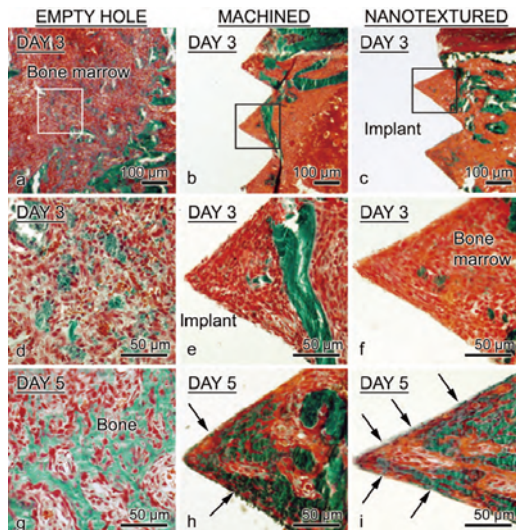 EMPTY HOLE
MACHINED
NANOTEXTURED
DAY 3
Bone marrow
a
100 µm
DAY 3
b
100 µm
DAY 3
Implant
c
100 µm
DAY 3
d
50 µm
DAY 3
Implant
e
50 µm
DAY 3
Bone
marrow
f
50 µm
DAY 5
Bone
g
50 µm
DAY 5
h
50 µm
DAY 5
i
50 µm